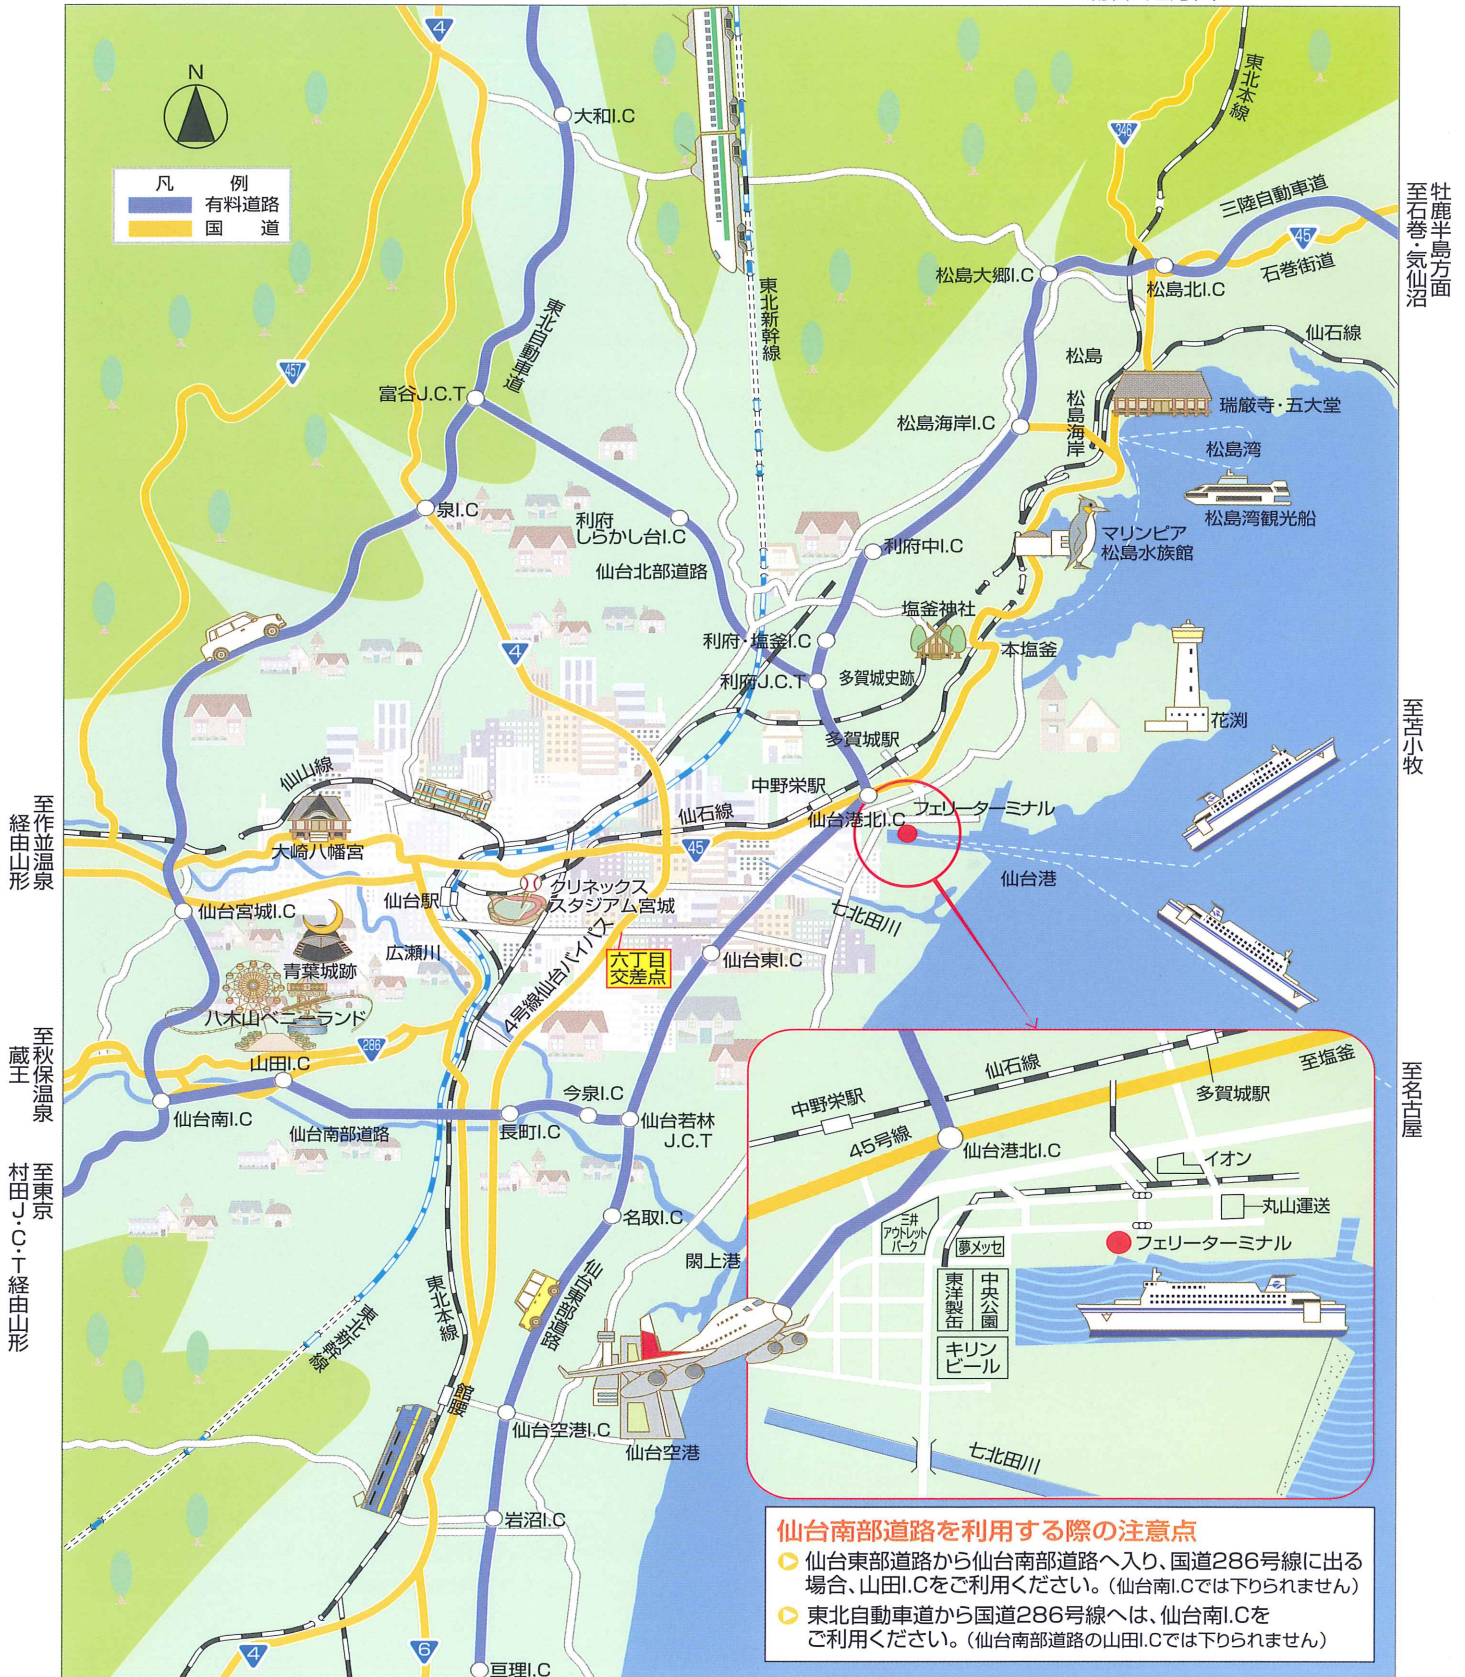 4
N
大和I.C
東北本線
346
凡 例
有料道路
国 道
三陸自動車道
牡鹿半島方面
至石巻・気仙沼
45
石巻街道
松島大郷I.C
松島北I.C
東北新幹線
東北自動車道
仙石線
457
松島
富谷J.C.T
瑞厳寺・五大堂
松島海岸I.C
松島海岸
松島湾
泉I.C
利府
しらかし台I.C
松島湾観光船
マリンピア
松島水族館
利府中I.C
仙台北部道路
塩釜神社
利府・塩釜I.C
本塩釜
4
利府J.C.T
多賀城史跡
花渕
至苫小牧
多賀城駅
仙山線
中野栄駅
フェリーターミナル
仙石線
仙台港北I.C
至作並温泉
経由山形
大崎八幡宮
45
仙台港
仙台駅
クリネックス
スタジアム宮城
仙台宮城I.C
七北田川
広瀬川
青葉城跡
六丁目
交差点
仙台東I.C
4号線仙台バイパス
八木山ベニーランド
至秋保温泉
蔵王
286
山田I.C
仙台南I.C
今泉I.C
仙台南部道路
長町I.C
仙台若林
J.C.T
至名古屋
至東京
村田J・C・T経由山形
名取I.C
閖上港
仙台東部道路
東北本線
東北新幹線
館腰
仙台空港I.C
仙台空港
岩沼I.C
4
6
亘理I.C
仙石線
至塩釜
中野栄駅
多賀城駅
45号線
仙台港北I.C
イオン
丸山運送
三井
アウトレット
パーク
夢メッセ
フェリーターミナル
東洋製缶
中央公園
キリン
ビール
七北田川
仙台南部道路を利用する際の注意点
仙台東部道路から仙台南部道路へ入り、国道286号線に出る
場合、山田I.Cをご利用ください。(仙台南I.Cでは下りられません)
東北自動車道から国道286号線へは、仙台南I.Cを
ご利用ください。(仙台南部道路の山田I.Cでは下りられません)